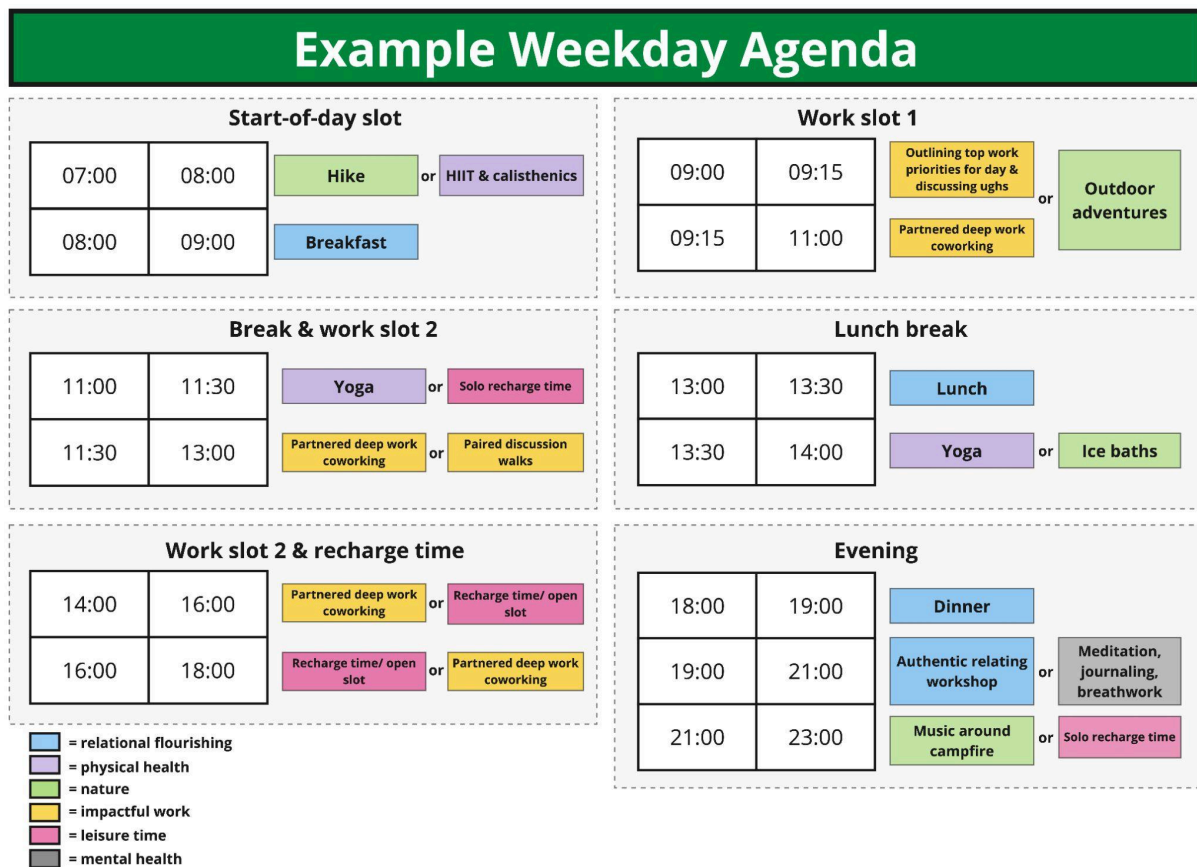 Example Weekday Agenda
Start-of-day slot
07:00 08:00 Hike or HIIT & calisthenics
08:00 09:00 Breakfast
Work slot 1
09:00 09:15
Outlining top work
priorities for day &
discussing ughs
or
Outdoor
adventures
09:15 11:00
Partnered deep work
coworking
Break & work slot 2
11:00 11:30 Yoga or Solo recharge time
11:30 13:00
Partnered deep work
coworking
or
Paired discussion
walks
Lunch break
13:00 13:30 Lunch
13:30 14:00 Yoga or Ice baths
Work slot 2 & recharge time
14:00 16:00
Partnered deep work
coworking
or
Recharge time/ open
slot
16:00 18:00
Recharge time/ open
slot
or
Partnered deep work
coworking
Evening
18:00 19:00 Dinner
19:00 21:00
Authentic relating
workshop
or
Meditation,
journaling,
breathwork
21:00 23:00
Music around
campfire
or
Solo recharge time
= relational flourishing
= physical health
= nature
= impactful work
= leisure time
= mental health